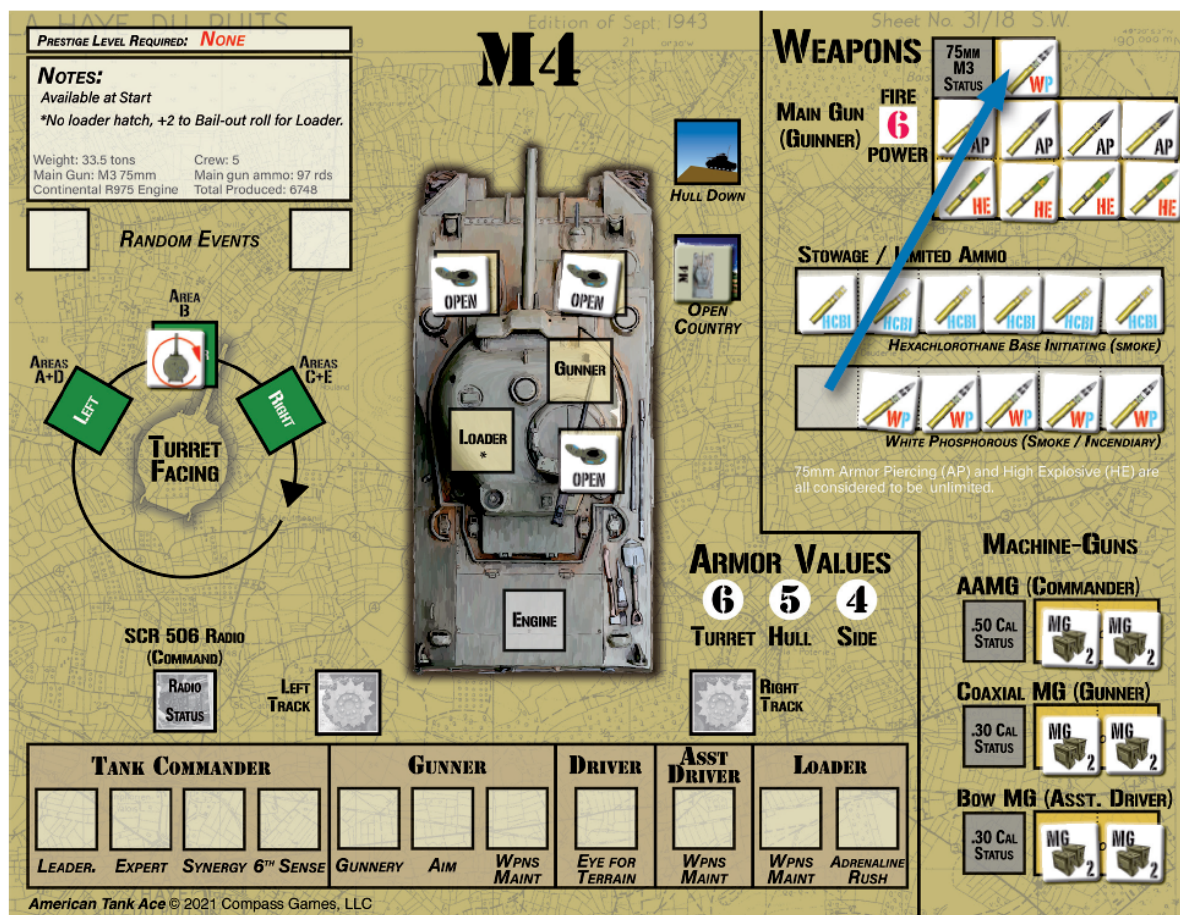 LA HAYE DU PUITS
Edition of Sept. 1943
Sheet No. 31/18 S.W.
PRESTIGE LEVEL REQUIRED: NONE
NOTES:
Available at Start
*No loader hatch, +2 to Bail-out roll for Loader.
Weight: 33.5 tons
Main Gun: M3 75mm
Continental R975 Engine
Crew: 5
Main gun ammo: 97 rds
Total Produced: 6748
RANDOM EVENTS
AREA
B
AREAS
A+D
AREAS
C+E
LEFT
RIGHT
TURRET
FACING
SCR 506 RADIO
(COMMAND)
RADIO
STATUS
LEFT
TRACK
M4
OPEN
OPEN
GUNNER
LOADER
*
OPEN
ENGINE
HULL DOWN
M4
OPEN
COUNTRY
ARMOR VALUES
6 5 4
TURRET HULL SIDE
RIGHT
TRACK
WEAPONS
75MM
M3
STATUS
WP
MAIN GUN
(GUINNER)
FIRE
6
POWER
AP AP AP AP
HE HE HE HE
STOWAGE / LIMITED AMMO
HCBI HCBI HCBI HCBI HCBI HCBI
HEXACHLOROTHANE BASE INITIATING (SMOKE)
WP WP WP WP WP
WHITE PHOSPHOROUS (SMOKE / INCENDIARY)
75mm Armor Piercing (AP) and High Explosive (HE) are
all considered to be unlimited.
MACHINE-GUNS
AAMG (COMMANDER)
.50 CAL
STATUS
MG 2 MG 2
COAXIAL MG (GUNNER)
.30 CAL
STATUS
MG 2 MG 2
BOW MG (ASST. DRIVER)
.30 CAL
STATUS
MG 2 MG 2
TANK COMMANDER
LEADER. EXPERT SYNERGY 6TH SENSE
GUNNER
GUNNERY AIM WPNS
MAINT
DRIVER
EYE FOR
TERRAIN
ASST
DRIVER
WPNS
MAINT
LOADER
WPNS
MAINT
ADRENALINE
RUSH
American Tank Ace © 2021 Compass Games, LLC